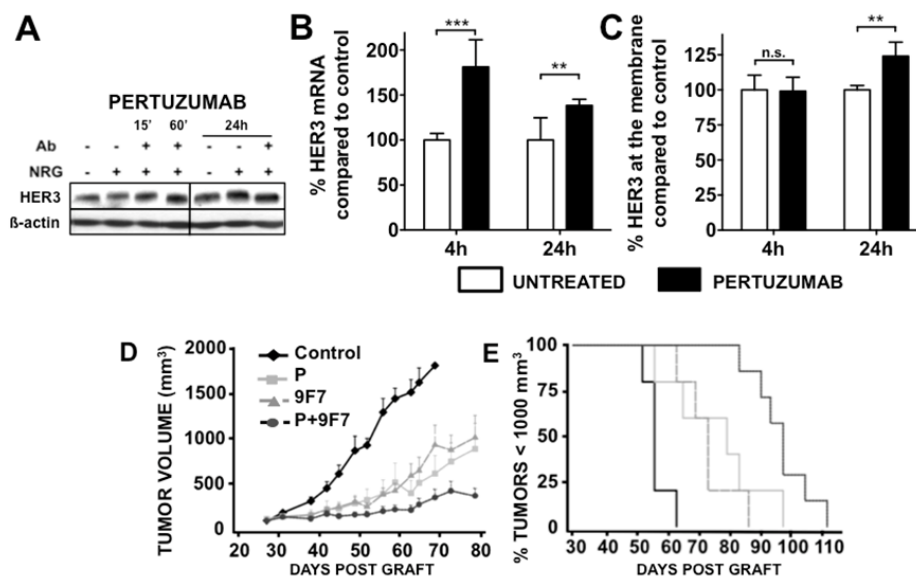 A
PERTUZUMAB
15' 60' 24h
Ab - - + + - - +
NRG - + + + - + +
HER3
ß-actin
B
% HER3 mRNA
compared to control
200
150
100
50
0
***
**
4h 24h
C
% HER3 at the membrane
compared to control
125
100
75
50
25
0
n.s.
**
4h 24h
UNTREATED PERTUZUMAB
D
TUMOR VOLUME (mm³)
2000
1500
1000
500
0
Control
P
9F7
P+9F7
20 30 40 50 60 70 80
DAYS POST GRAFT
E
% TUMORS < 1000 mm³
100
75
50
25
0
30 40 50 60 70 80 90 100 110
DAYS POST GRAFT